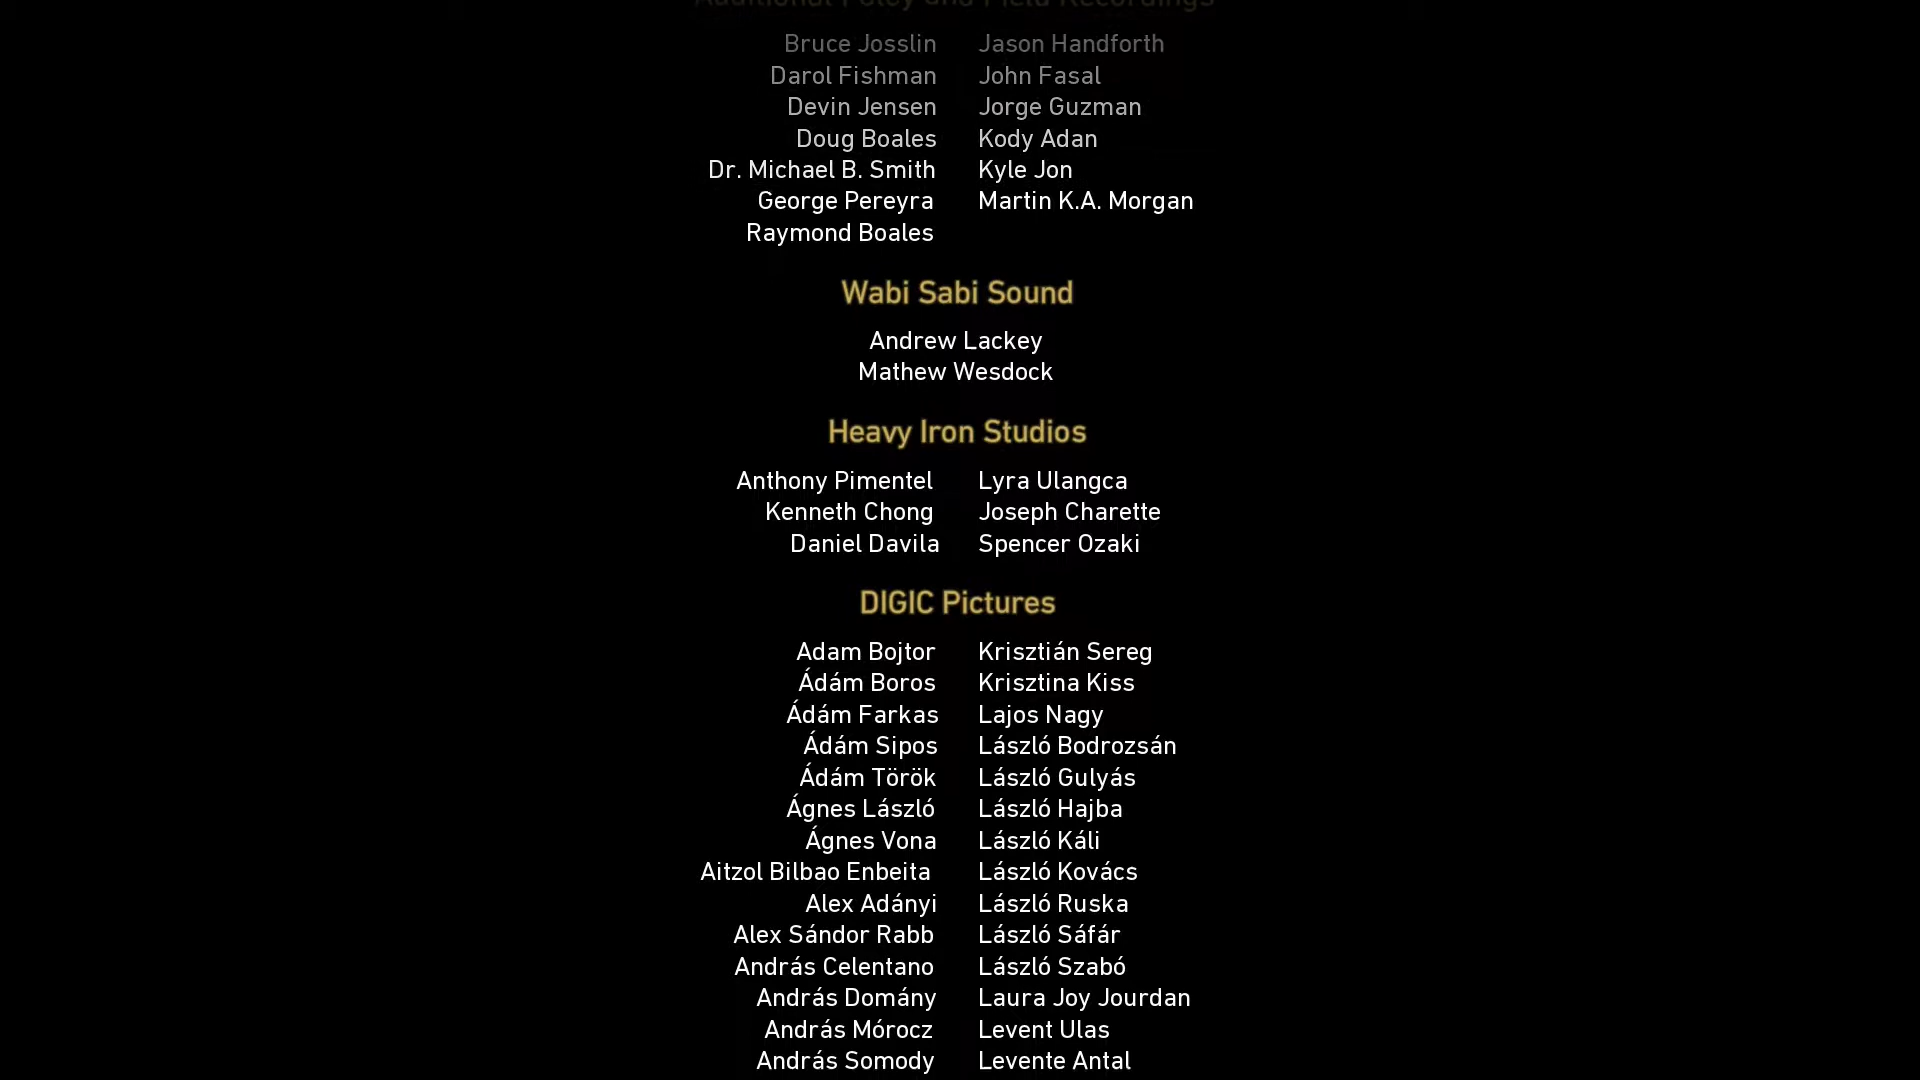 Additional Foley and Field Recordings
Bruce Josslin Jason Handforth
Darol Fishman John Fasal
Devin Jensen Jorge Guzman
Doug Boales Kody Adan
Dr. Michael B. Smith Kyle Jon
George Pereyra Martin K.A. Morgan
Raymond Boales
Wabi Sabi Sound
Andrew Lackey
Mathew Wesdock
Heavy Iron Studios
Anthony Pimentel Lyra Ulangca
Kenneth Chong Joseph Charette
Daniel Davila Spencer Ozaki
DIGIC Pictures
Adam Bojtor Krisztián Sereg
Ádám Boros Krisztina Kiss
Ádám Farkas Lajos Nagy
Ádám Sipos László Bodrozsán
Ádám Török László Gulyás
Ágnes László László Hajba
Ágnes Vona László Káli
Aitzol Bilbao Enbeita László Kovács
Alex Adányi László Ruska
Alex Sándor Rabb László Sáfár
András Celentano László Szabó
András Domány Laura Joy Jourdan
András Mórocz Levent Ulas
András Somody Levente Antal